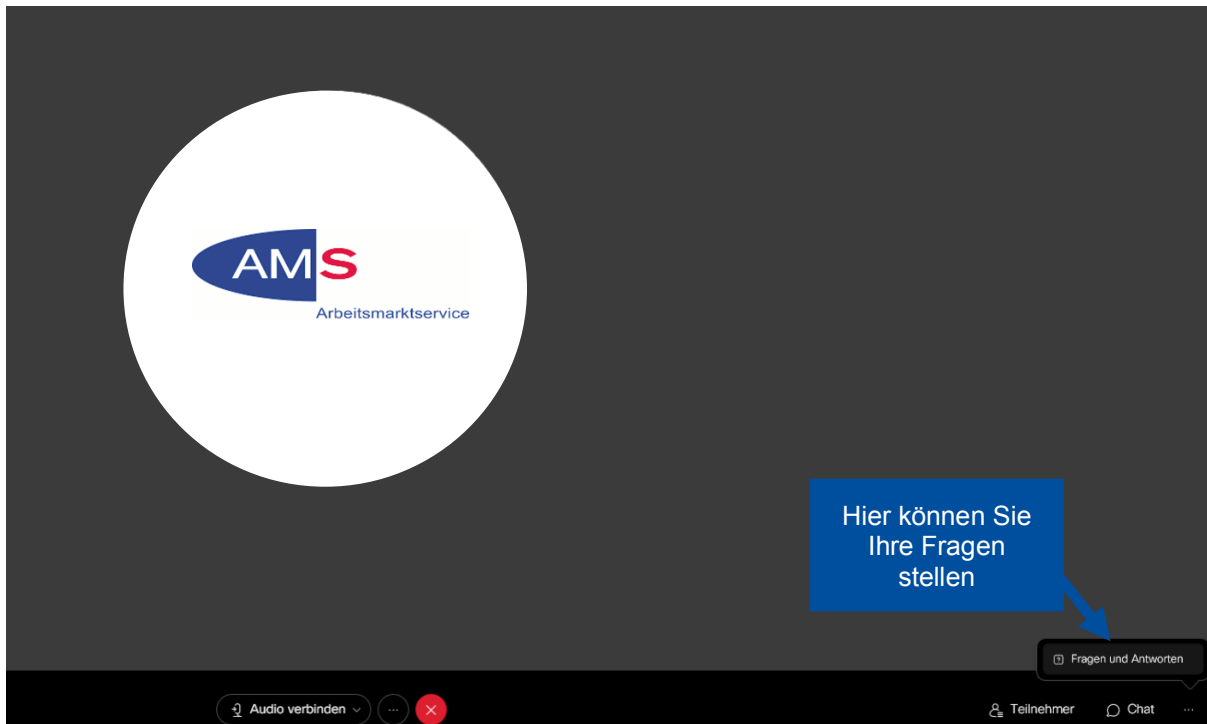 AMS
Arbeitsmarktservice
Hier können Sie
Ihre Fragen
stellen
Fragen und Antworten
Audio verbinden
Teilnehmer
Chat